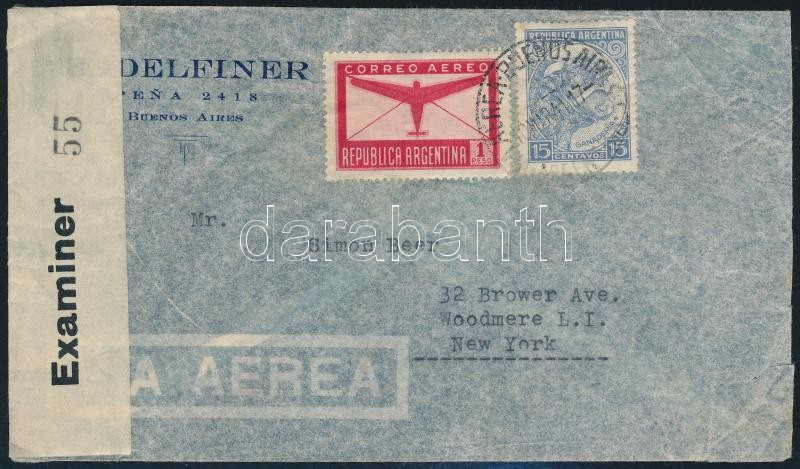 Examiner 55
DELFINER
PEÑA 2418
BUENOS AIRES
CORREO AEREO
REPUBLICA ARGENTINA 1 PESO
REPUBLICA ARGENTINA
GANADERIA
15 CENTAVOS 15
BUENOS AIRES
Mr.
Simon Beer
32 Brower Ave.
Woodmere L.I.
New York
A AÉREA
darabanth